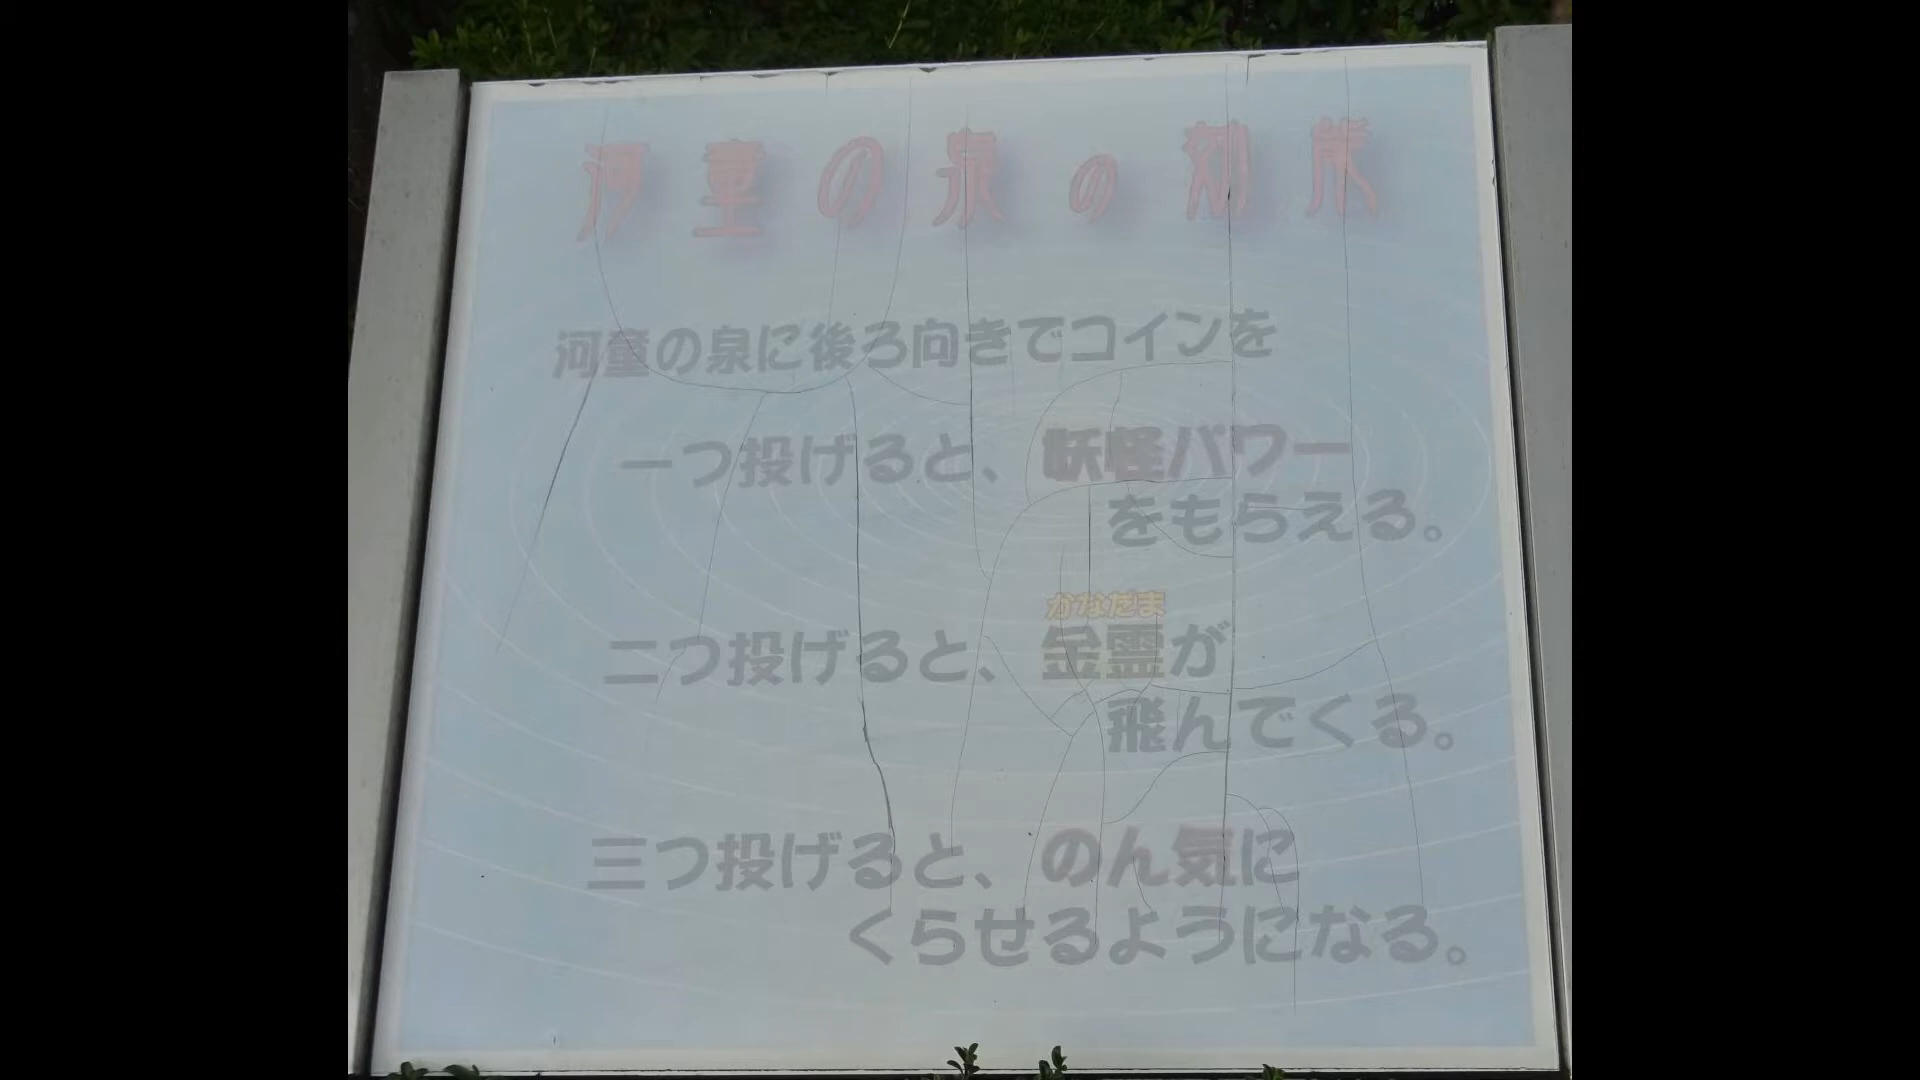 河童の泉の効能
河童の泉に後ろ向きでコインを
一つ投げると、妖怪パワー
をもらえる。
かなだま
二つ投げると、金霊が
飛んでくる。
三つ投げると、のん気に
くらせるようになる。